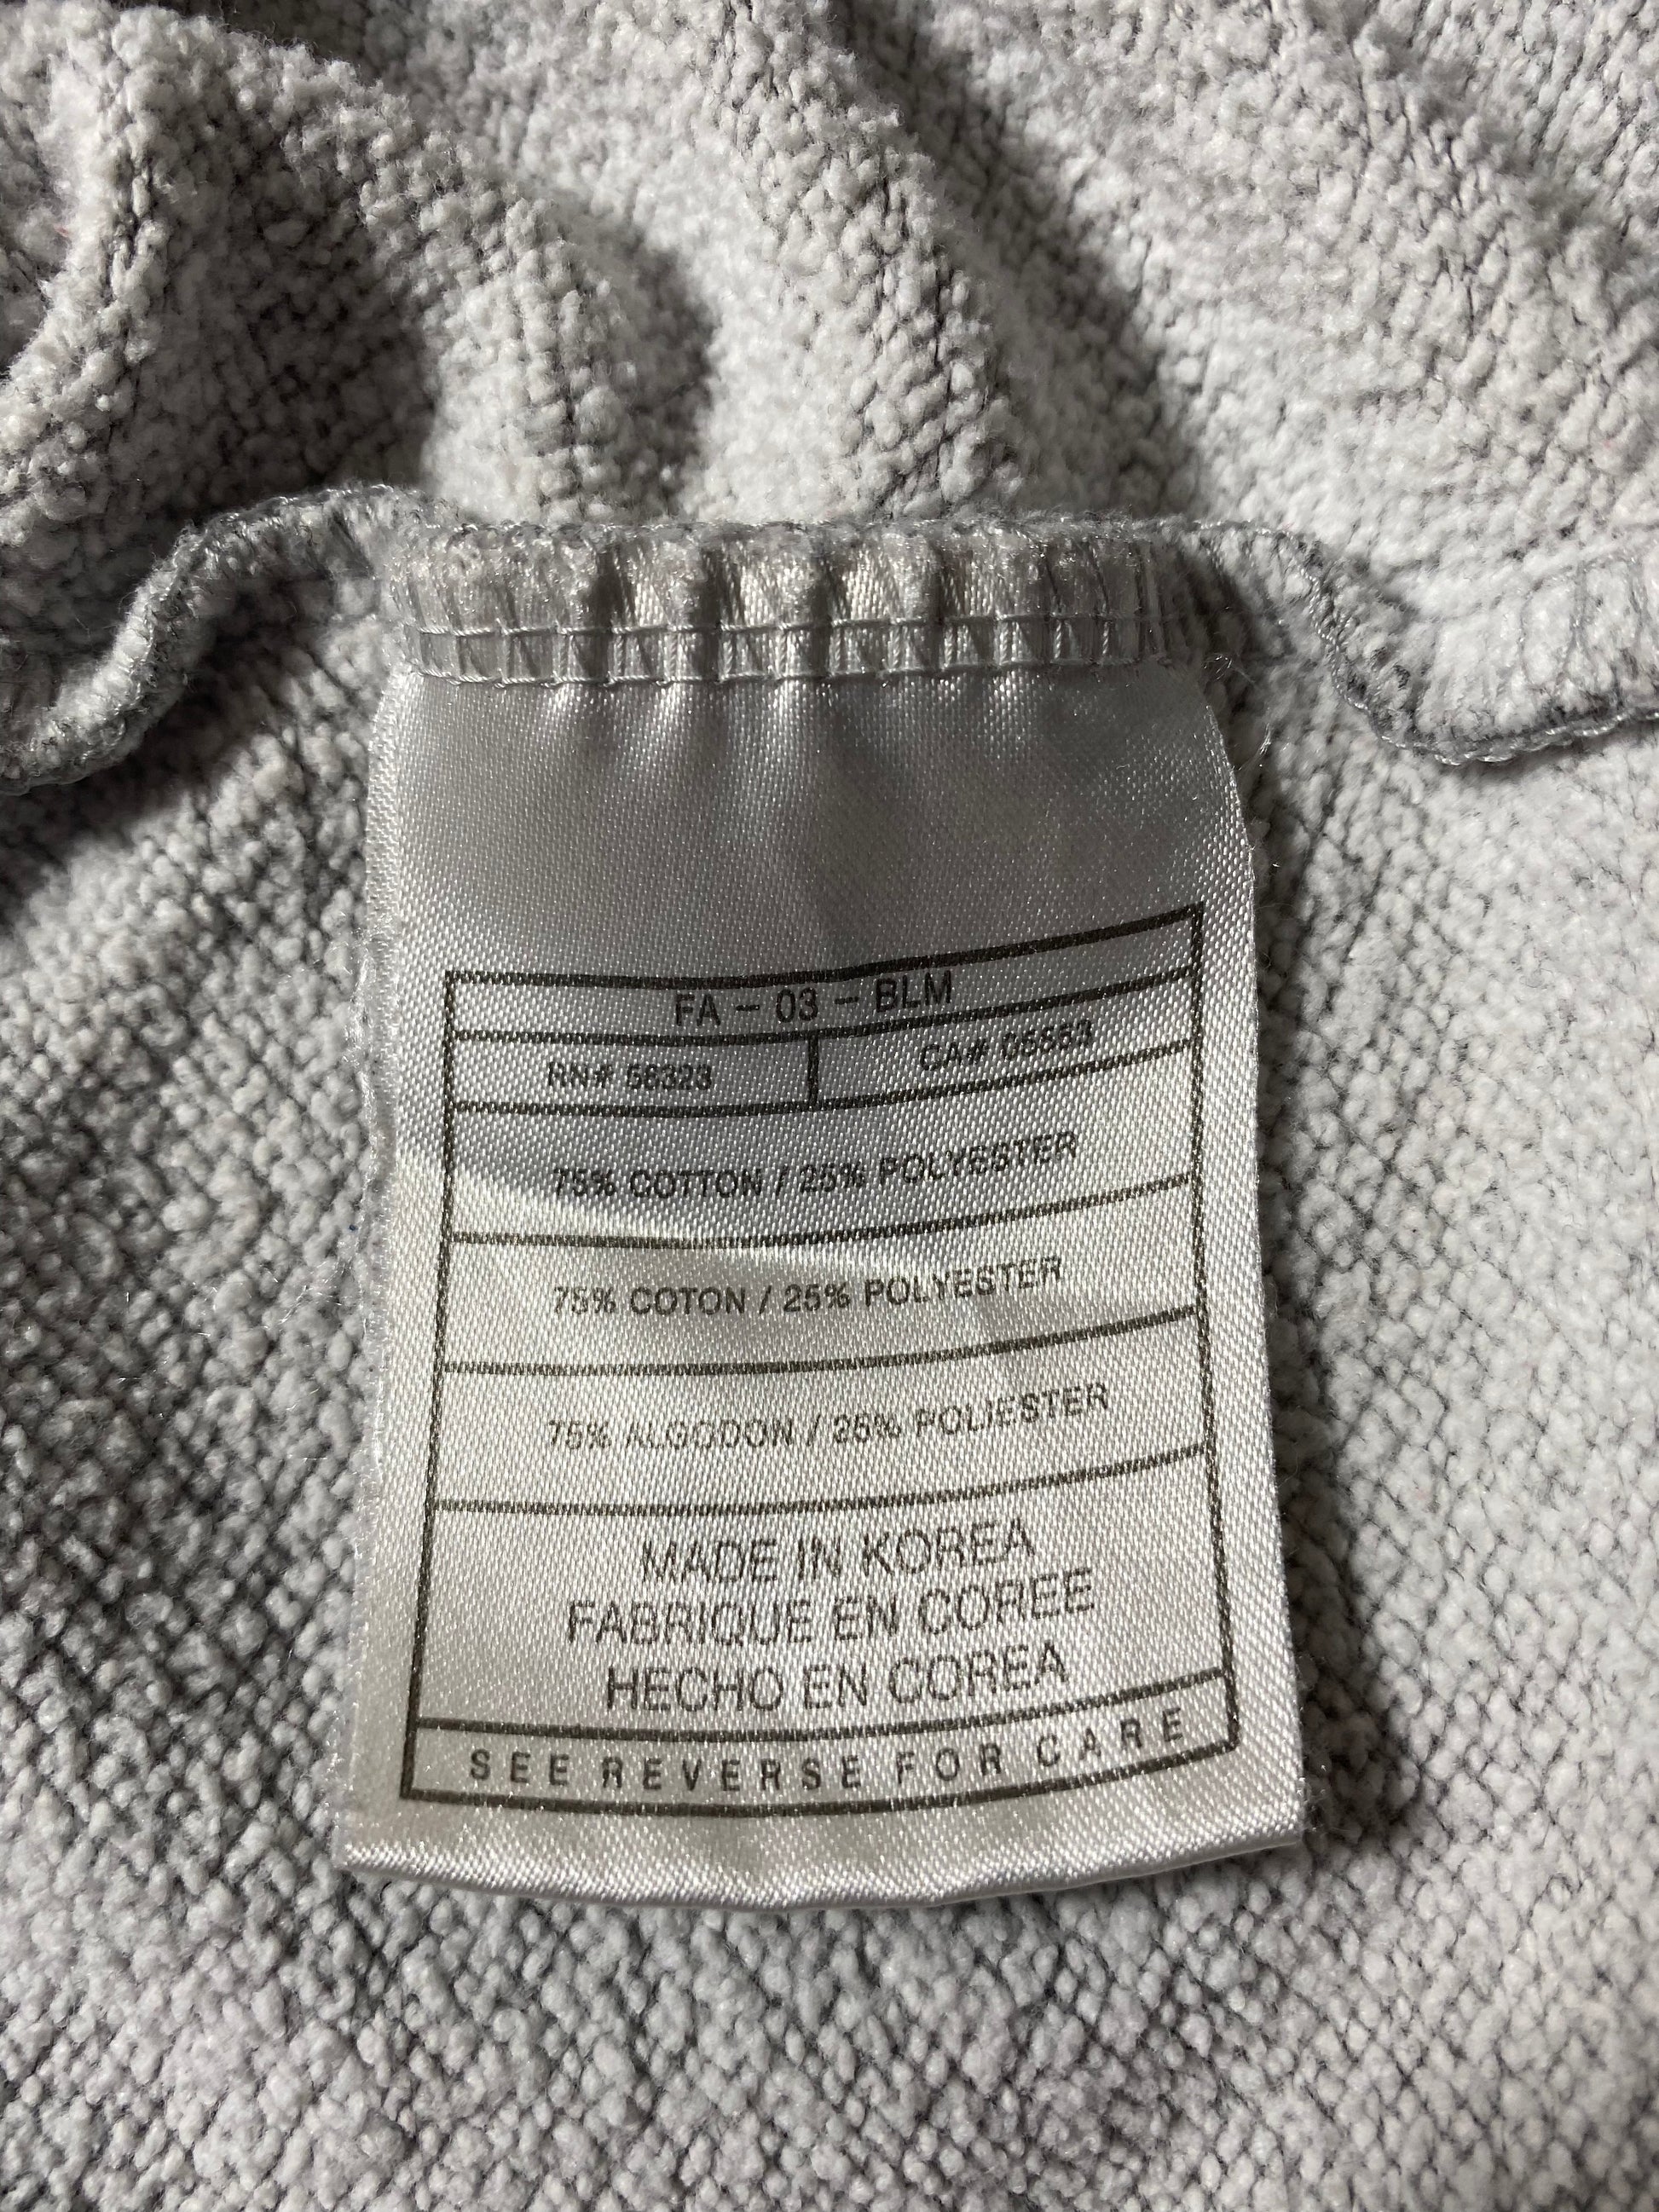 FA - 03 - BLM
RN# 56323 CA# 05553
75% COTTON / 25% POLYESTER
75% COTON / 25% POLYESTER
75% ALGODON / 25% POLIESTER
MADE IN KOREA
FABRIQUE EN COREE
HECHO EN COREA
SEE REVERSE FOR CARE